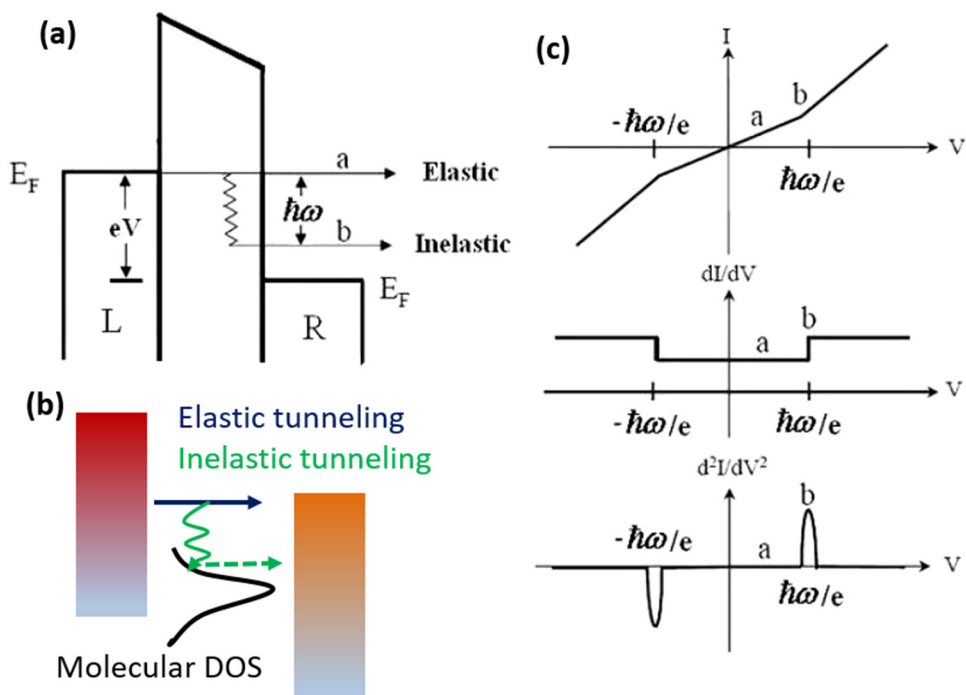 (a)
E_F
eV
L
a
Elastic
ħω
b
Inelastic
E_F
R
(b)
Elastic tunneling
Inelastic tunneling
Molecular DOS
(c)
I
b
a
-ħω/e
V
ħω/e
dI/dV
b
a
V
-ħω/e
ħω/e
d²I/dV²
b
-ħω/e
a
V
ħω/e